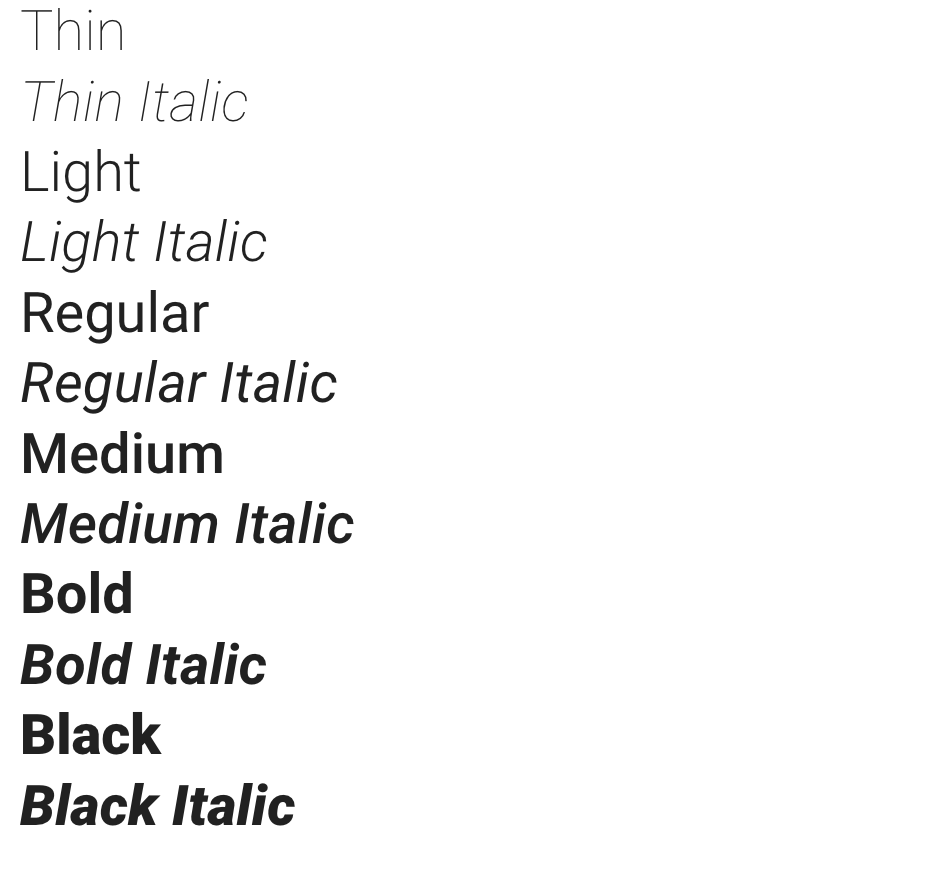 Thin
Thin Italic
Light
Light Italic
Regular
Regular Italic
Medium
Medium Italic
Bold
Bold Italic
Black
Black Italic